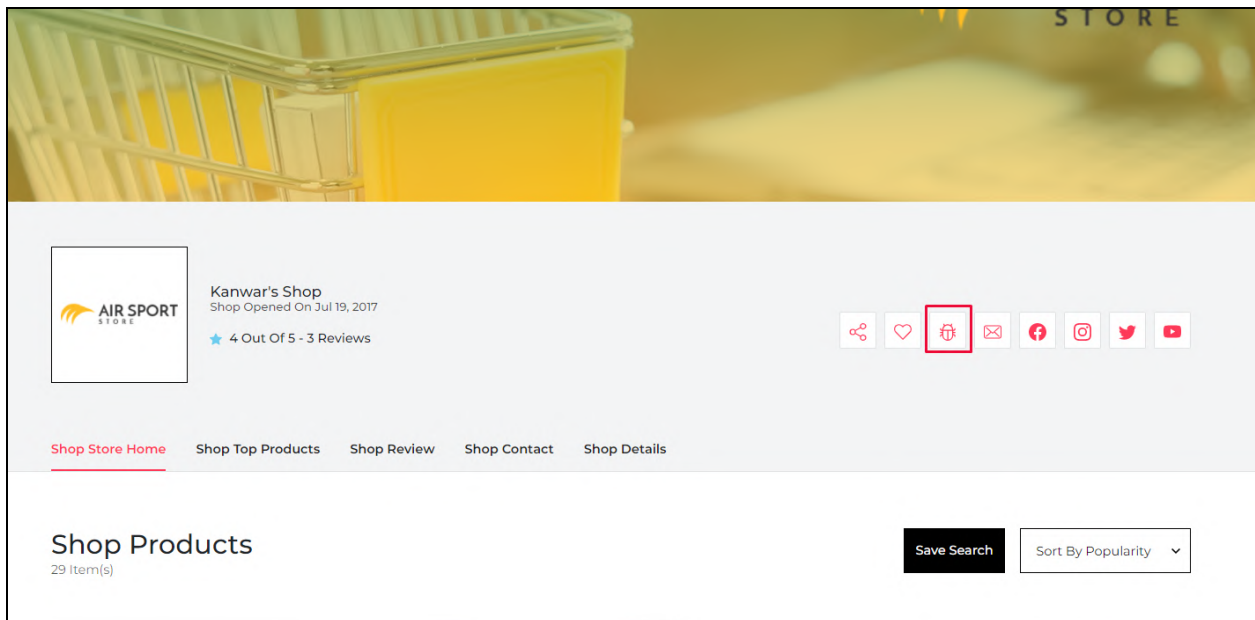 STORE
AIR SPORT
STORE
Kanwar's Shop
Shop Opened On Jul 19, 2017
4 Out Of 5 - 3 Reviews
Shop Store Home Shop Top Products Shop Review Shop Contact Shop Details
Shop Products
29 Item(s)
Save Search
Sort By Popularity